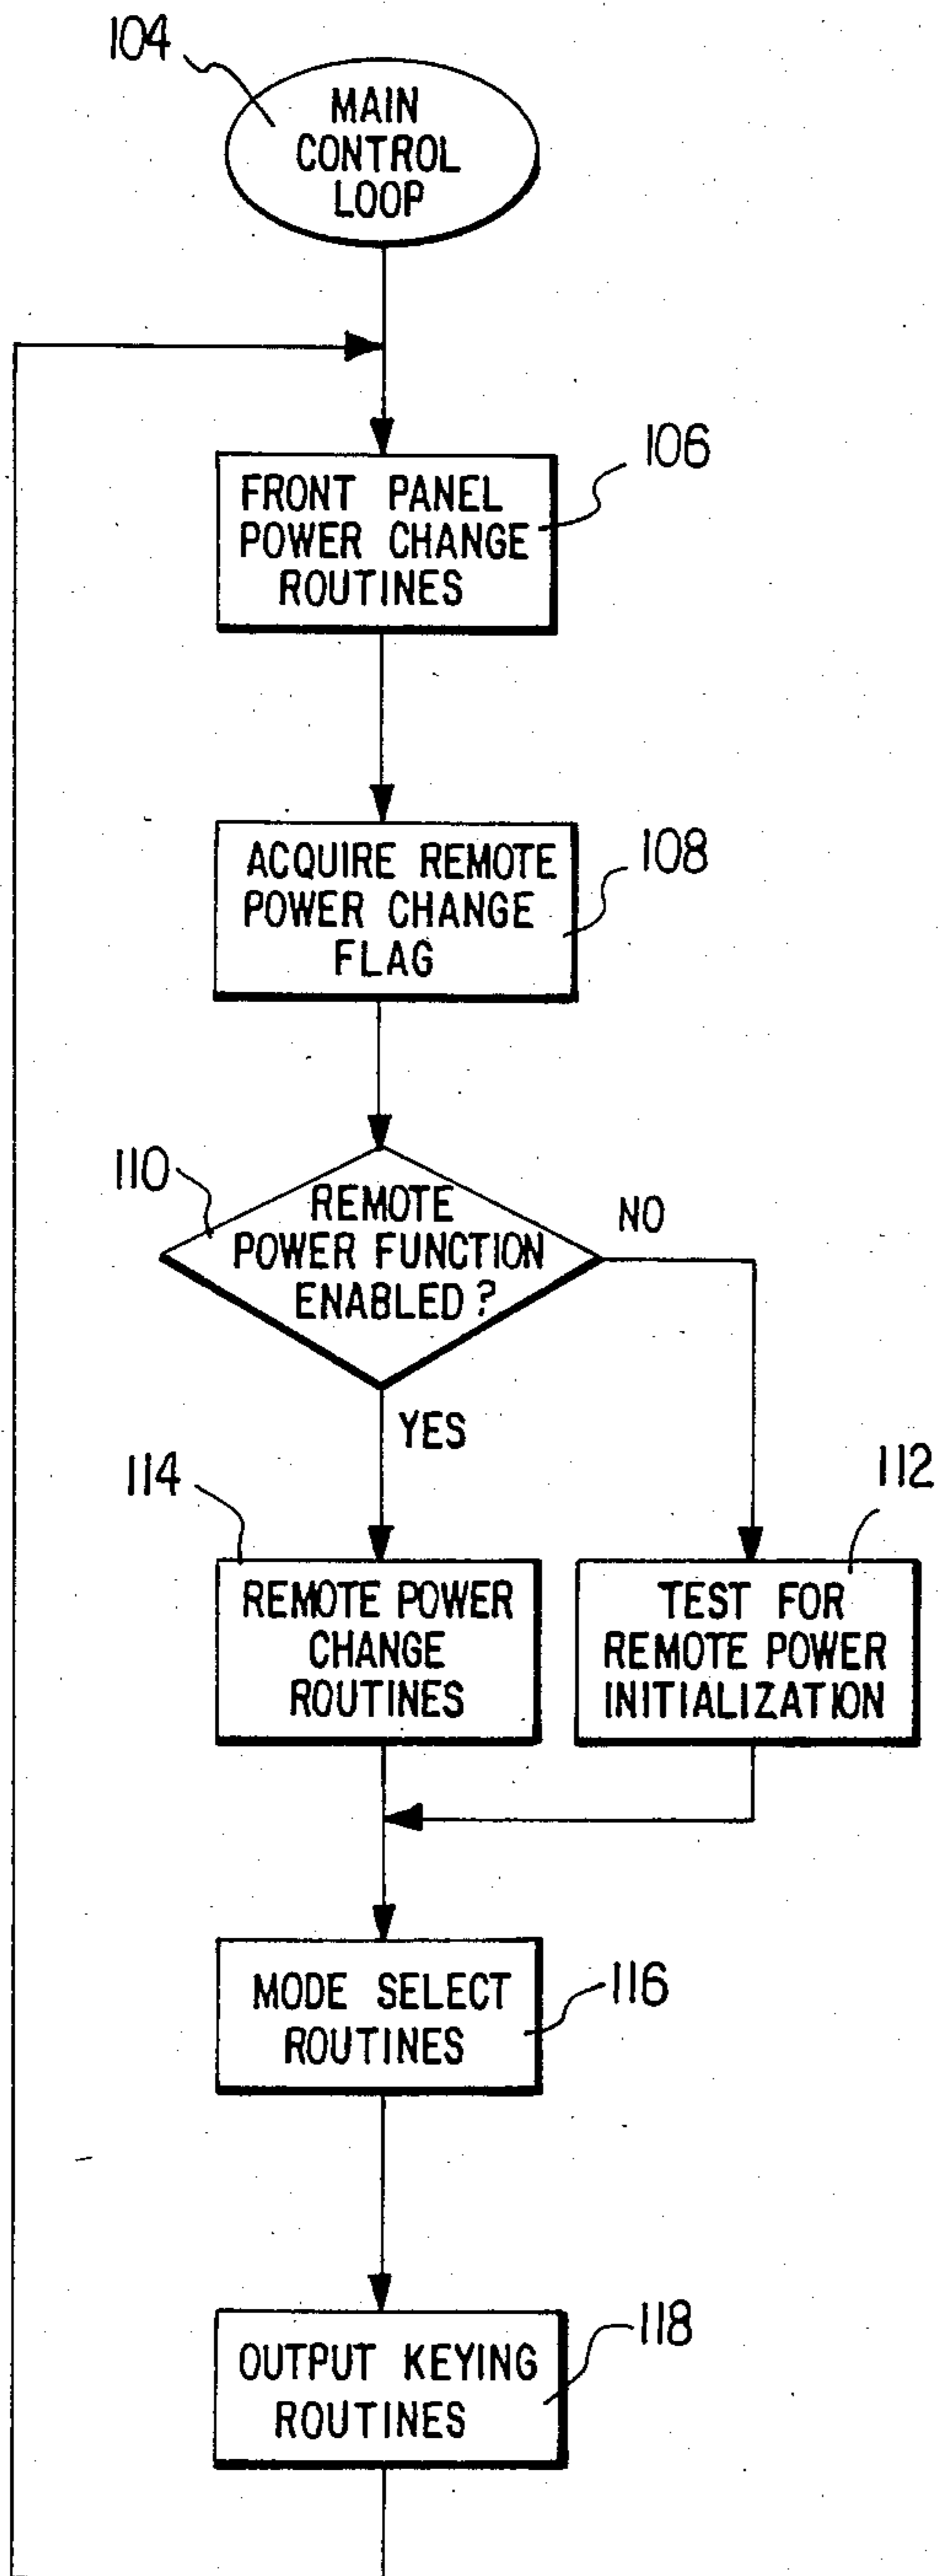 104
MAIN
CONTROL
LOOP
106
FRONT PANEL
POWER CHANGE
ROUTINES
108
ACQUIRE REMOTE
POWER CHANGE
FLAG
110
REMOTE
POWER FUNCTION
ENABLED?
NO
YES
114
REMOTE POWER
CHANGE
ROUTINES
112
TEST FOR
REMOTE POWER
INITIALIZATION
116
MODE SELECT
ROUTINES
118
OUTPUT KEYING
ROUTINES